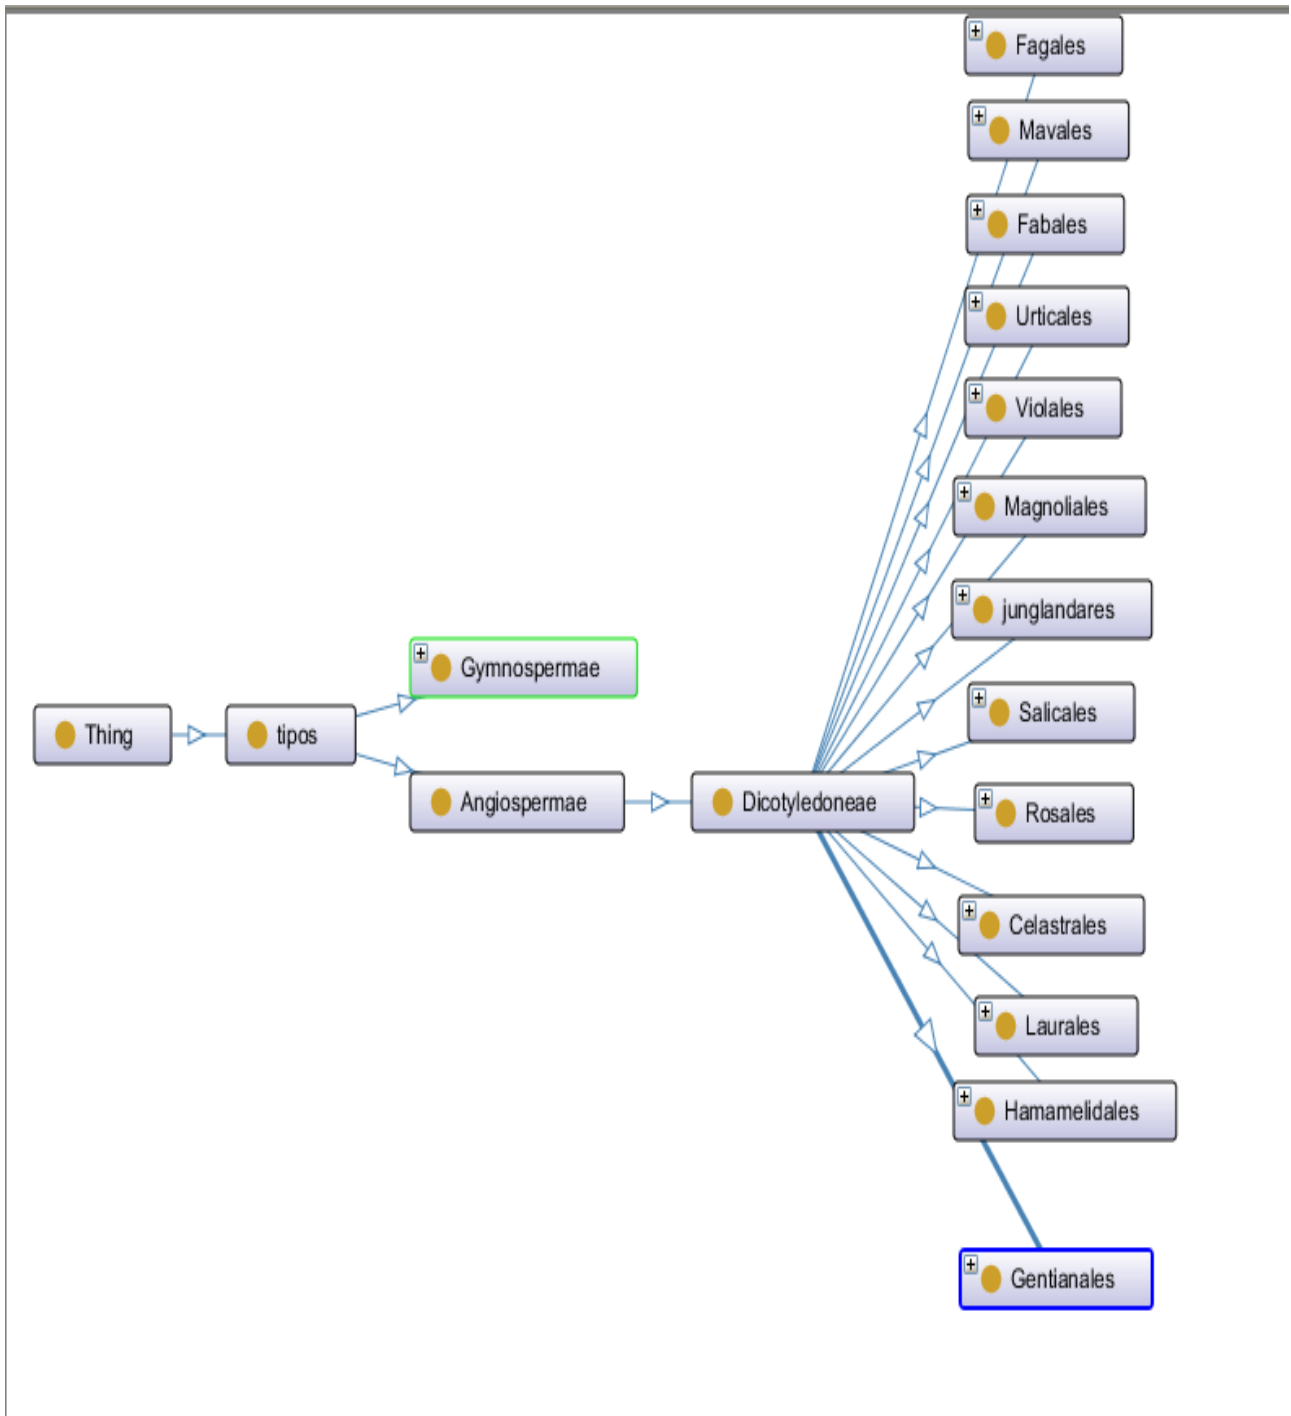 Fagales
Mavales
Fabales
Urticales
Violales
Magnoliales
junglandares
Gymnospermae
Salicales
Thing
tipos
Angiospermae
Dicotyledoneae
Rosales
Celastrales
Laurales
Hamamelidales
Gentianales